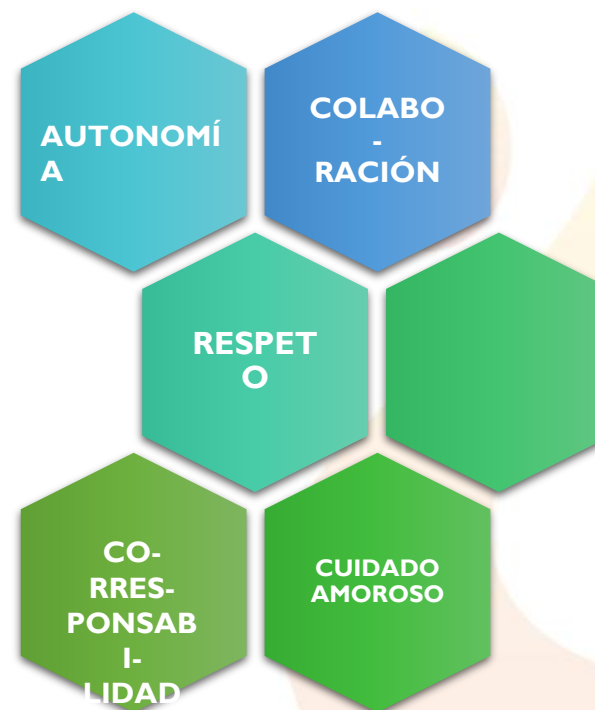 AUTONOMÍ
A
COLABO
-
RACIÓN
RESPET
O
CO-
RRES-
PONSAB
I-
LIDAD
CUIDADO
AMOROSO